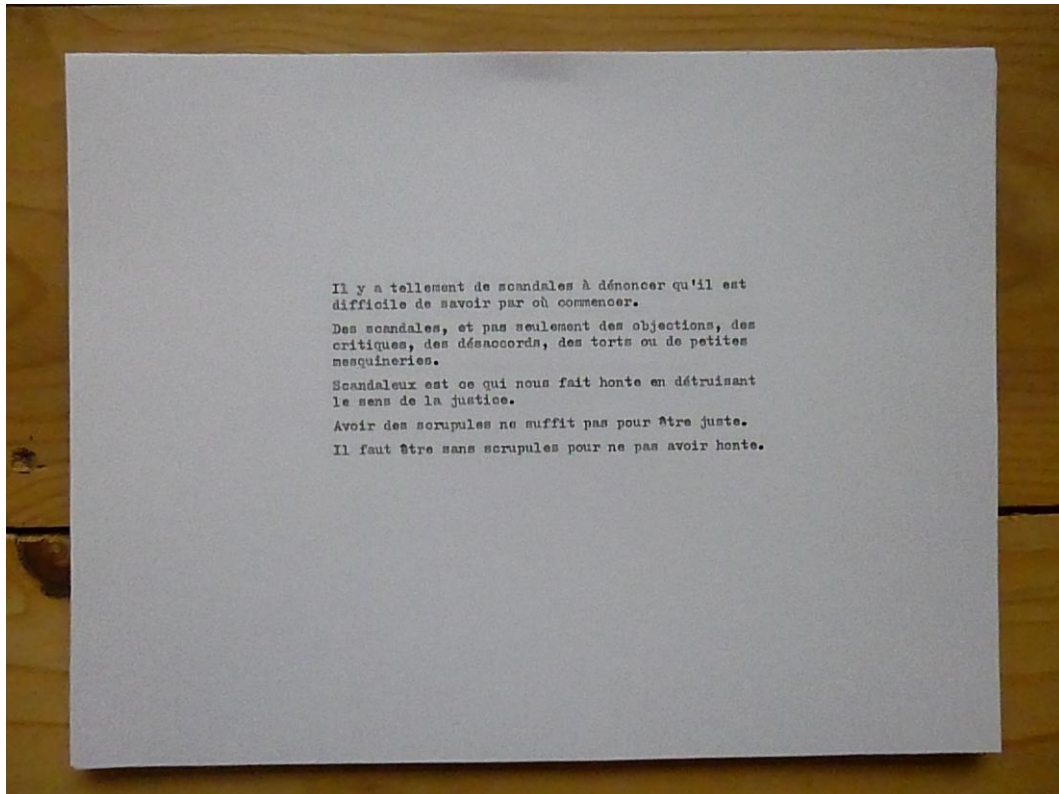 Il y a tellement de scandales à dénoncer qu'il est
difficile de savoir par où commencer.
Des scandales, et pas seulement des objections, des
critiques, des désaccords, des torts ou de petites
mesquineries.
Scandaleux est ce qui nous fait honte en détruisant
le sens de la justice.
Avoir des scrupules ne suffit pas pour être juste.
Il faut être sans scrupules pour ne pas avoir honte.